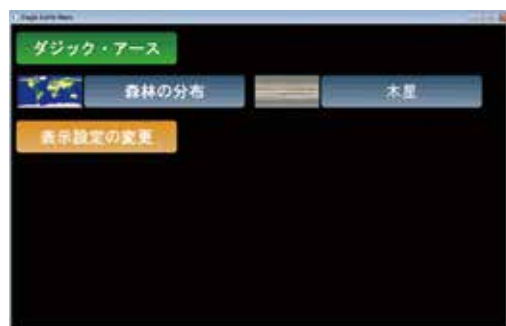 ダジック・アース
森林の分布
木星
表示設定の変更